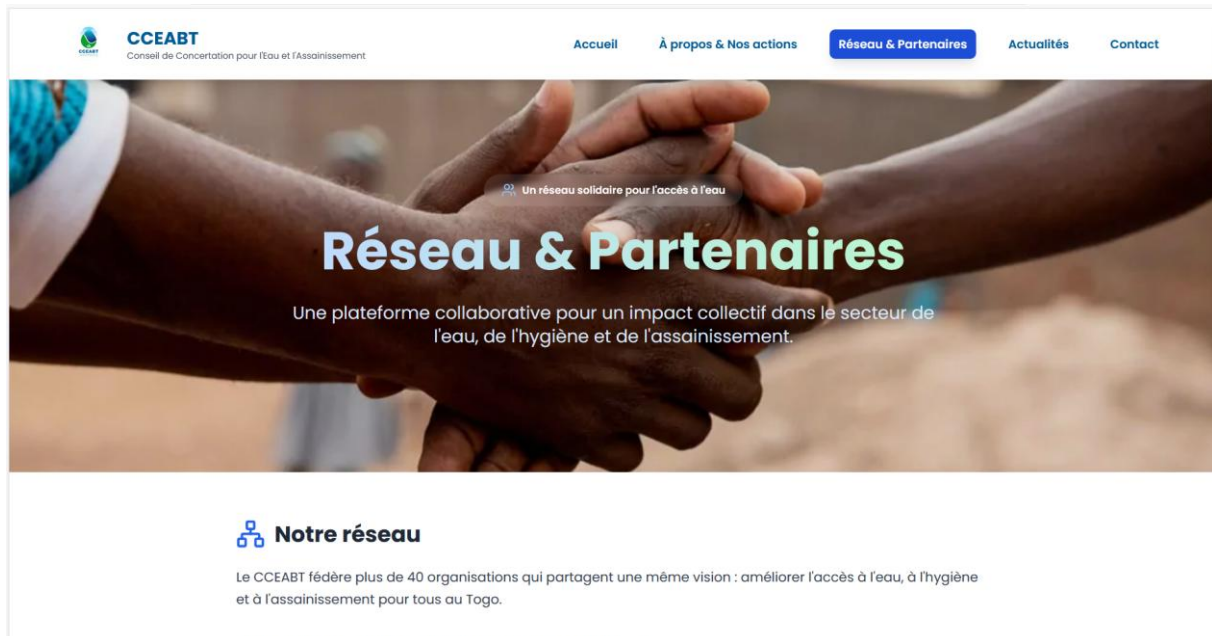 CCEABT
CCEABT
Conseil de Concertation pour l'Eau et l'Assainissement
Accueil
À propos & Nos actions
Réseau & Partenaires
Actualités
Contact
Un réseau solidaire pour l'accès à l'eau
Réseau & Partenaires
Une plateforme collaborative pour un impact collectif dans le secteur de
l'eau, de l'hygiène et de l'assainissement.
Notre réseau
Le CCEABT fédère plus de 40 organisations qui partagent une même vision : améliorer l'accès à l'eau, à l'hygiène
et à l'assainissement pour tous au Togo.